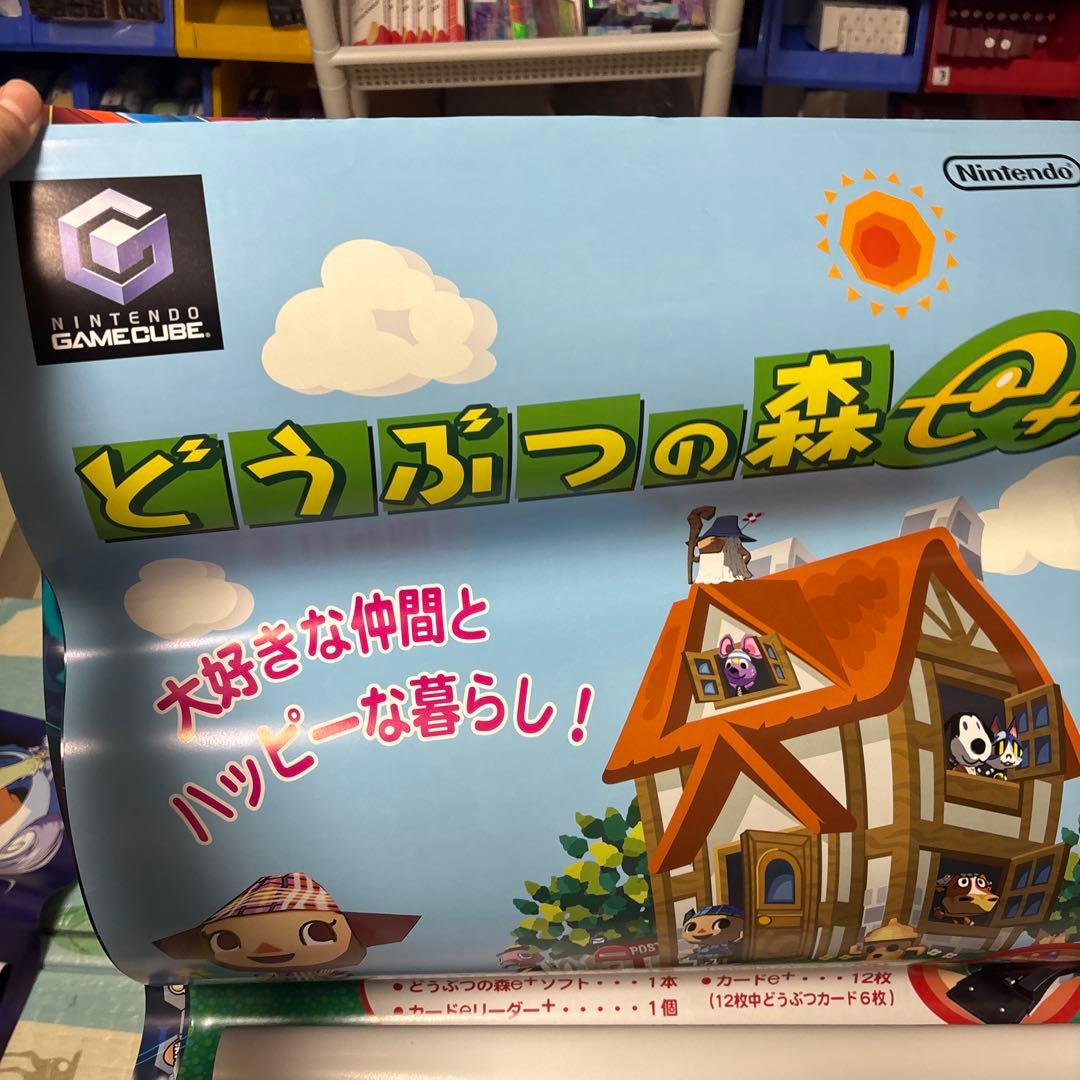 Nintendo
NINTENDO
GAMECUBE
どうぶつの森e+
大好きな仲間と
ハッピーな暮らし！
POST
●どうぶつの森e+ソフト・・・1本
●カードeリーダー+・・・・・1個
●カードe+・・・12枚
(12枚中どうぶつカード6枚)